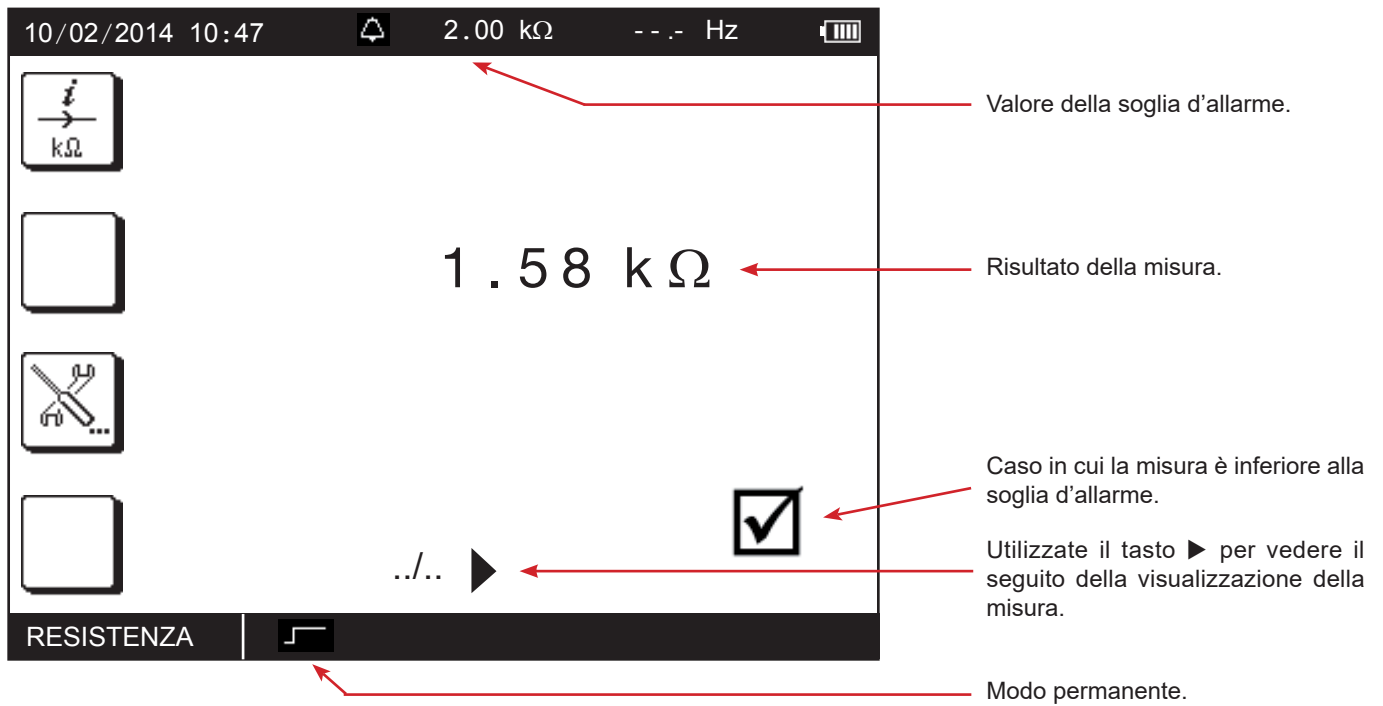 10/02/2014 10:47 2.00 kΩ - - .- Hz
Valore della soglia d'allarme.
i
kΩ
1.58 kΩ
Risultato della misura.
...
Caso in cui la misura è inferiore alla
soglia d'allarme.
../.. ▶
Utilizzate il tasto ▶ per vedere il
seguito della visualizzazione della
misura.
RESISTENZA
Modo permanente.